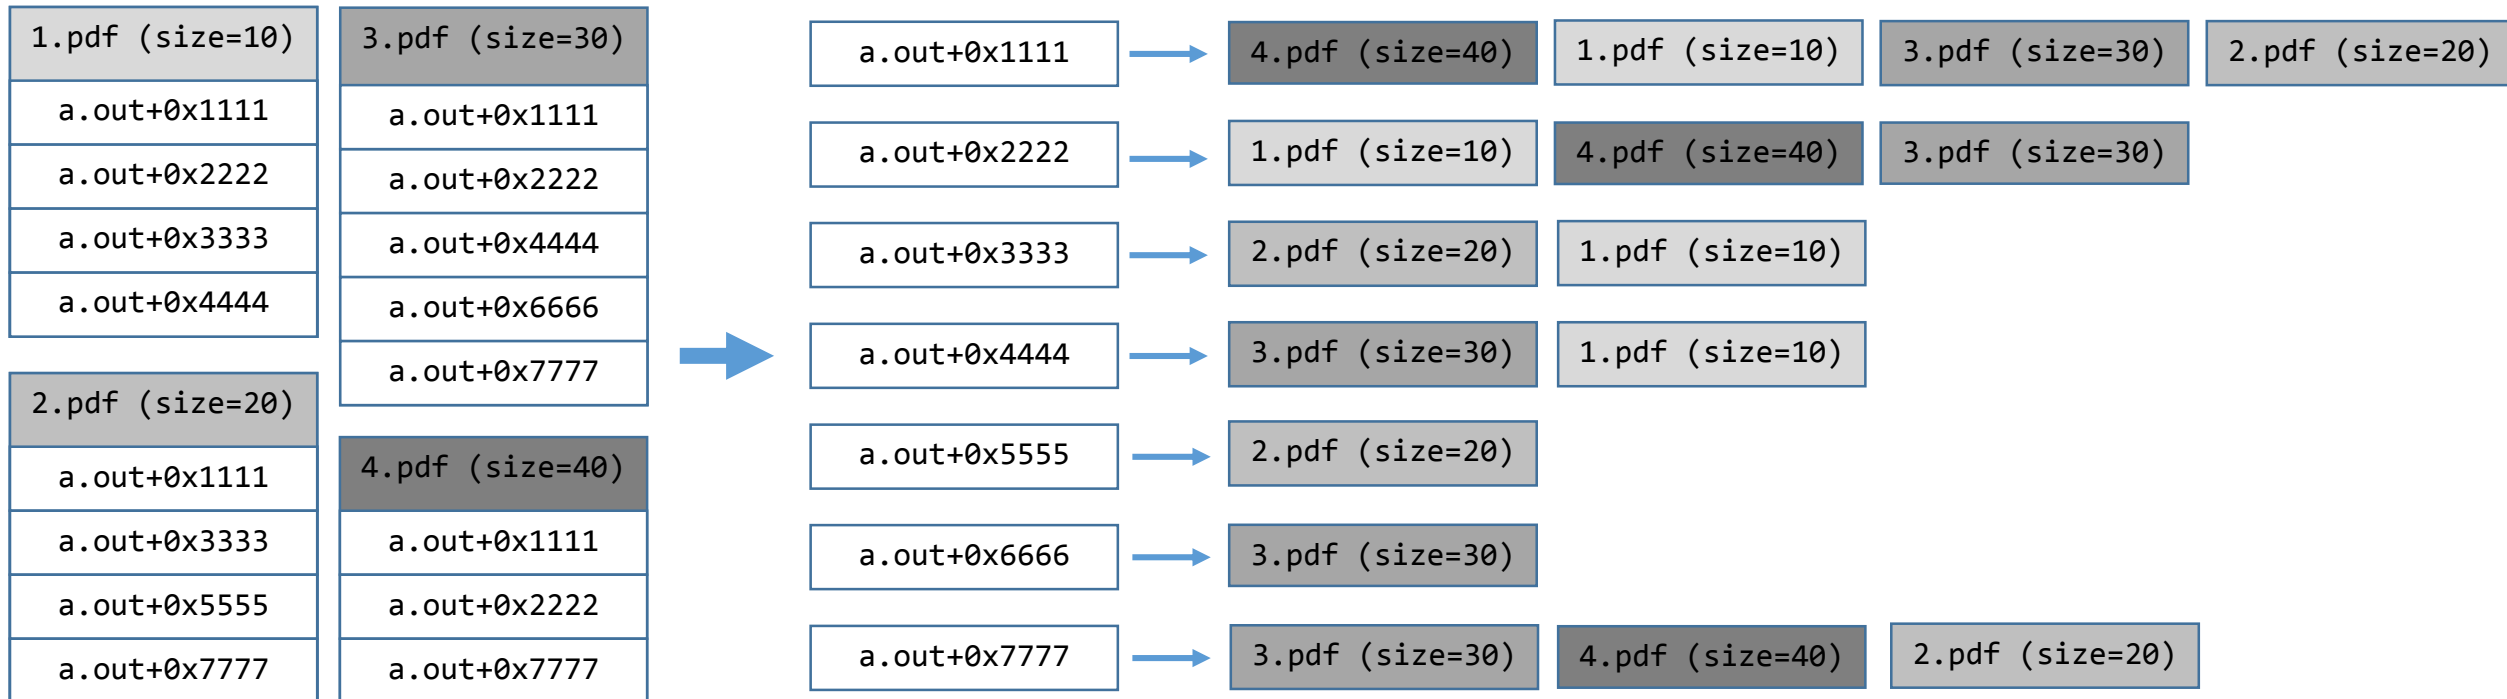 1.pdf (size=10)
a.out+0x1111
a.out+0x2222
a.out+0x3333
a.out+0x4444
2.pdf (size=20)
a.out+0x1111
a.out+0x3333
a.out+0x5555
a.out+0x7777
3.pdf (size=30)
a.out+0x1111
a.out+0x2222
a.out+0x4444
a.out+0x6666
a.out+0x7777
4.pdf (size=40)
a.out+0x1111
a.out+0x2222
a.out+0x7777
a.out+0x1111 4.pdf (size=40) 1.pdf (size=10) 3.pdf (size=30) 2.pdf (size=20)
a.out+0x2222 1.pdf (size=10) 4.pdf (size=40) 3.pdf (size=30)
a.out+0x3333 2.pdf (size=20) 1.pdf (size=10)
a.out+0x4444 3.pdf (size=30) 1.pdf (size=10)
a.out+0x5555 2.pdf (size=20)
a.out+0x6666 3.pdf (size=30)
a.out+0x7777 3.pdf (size=30) 4.pdf (size=40) 2.pdf (size=20)